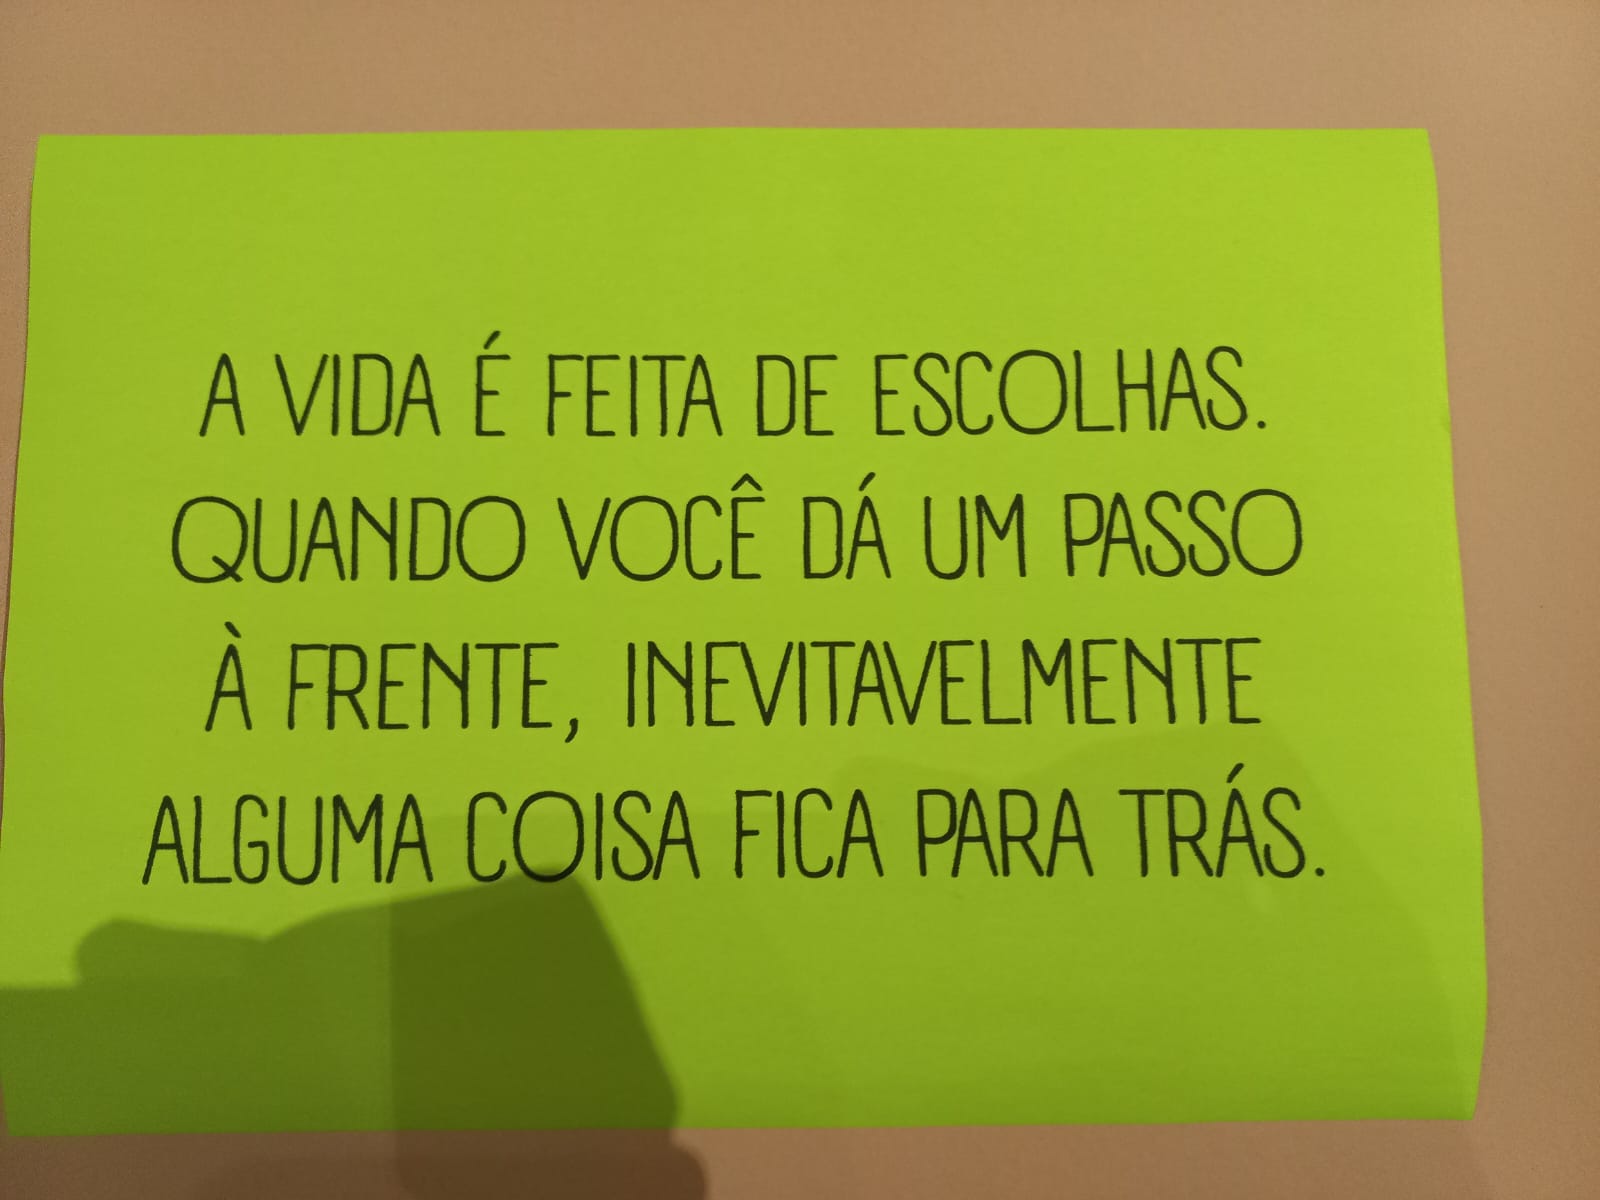 A VIDA É FEITA DE ESCOLHAS.
QUANDO VOCÊ DÁ UM PASSO
À FRENTE, INEVITAVELMENTE
ALGUMA COISA FICA PARA TRÁS.